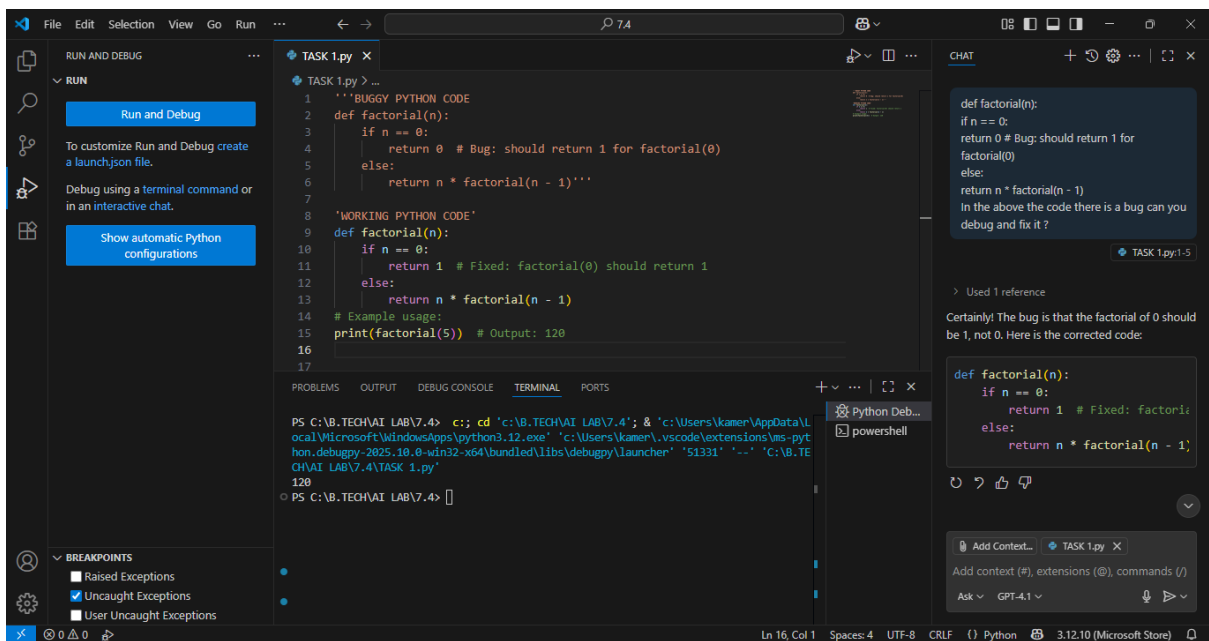 File Edit Selection View Go Run ···
7.4
RUN AND DEBUG ···
RUN
Run and Debug
To customize Run and Debug create
a launch.json file.
Debug using a terminal command or
in an interactive chat.
Show automatic Python
configurations
BREAKPOINTS
Raised Exceptions
Uncaught Exceptions
User Uncaught Exceptions
TASK 1.py
TASK 1.py > ...
1 '''BUGGY PYTHON CODE
2 def factorial(n):
3 if n == 0:
4 return 0 # Bug: should return 1 for factorial(0)
5 else:
6 return n * factorial(n - 1)'''
7
8 'WORKING PYTHON CODE'
9 def factorial(n):
10 if n == 0:
11 return 1 # Fixed: factorial(0) should return 1
12 else:
13 return n * factorial(n - 1)
14 # Example usage:
15 print(factorial(5)) # Output: 120
16
17
PROBLEMS OUTPUT DEBUG CONSOLE TERMINAL PORTS
PS C:\B.TECH\AI LAB\7.4> c:; cd 'c:\B.TECH\AI LAB\7.4'; & 'c:\Users\kamer\AppData\L
ocal\Microsoft\WindowsApps\python3.12.exe' 'c:\Users\kamer\.vscode\extensions\ms-pyt
hon.debugpy-2025.10.0-win32-x64\bundled\libs\debugpy\launcher' '51331' '--' 'C:\B.TE
CH\AI LAB\7.4\TASK 1.py'
120
PS C:\B.TECH\AI LAB\7.4>
Python Deb...
powershell
CHAT
def factorial(n):
if n == 0:
return 0 # Bug: should return 1 for
factorial(0)
else:
return n * factorial(n - 1)
In the above the code there is a bug can you
debug and fix it ?
TASK 1.py:1-5
> Used 1 reference
Certainly! The bug is that the factorial of 0 should
be 1, not 0. Here is the corrected code:
def factorial(n):
if n == 0:
return 1 # Fixed: factoria
else:
return n * factorial(n - 1)
Add Context... TASK 1.py
Add context (#), extensions (@), commands (/)
Ask GPT-4.1
0 0 Ln 16, Col 1 Spaces: 4 UTF-8 CRLF {} Python 3.12.10 (Microsoft Store)